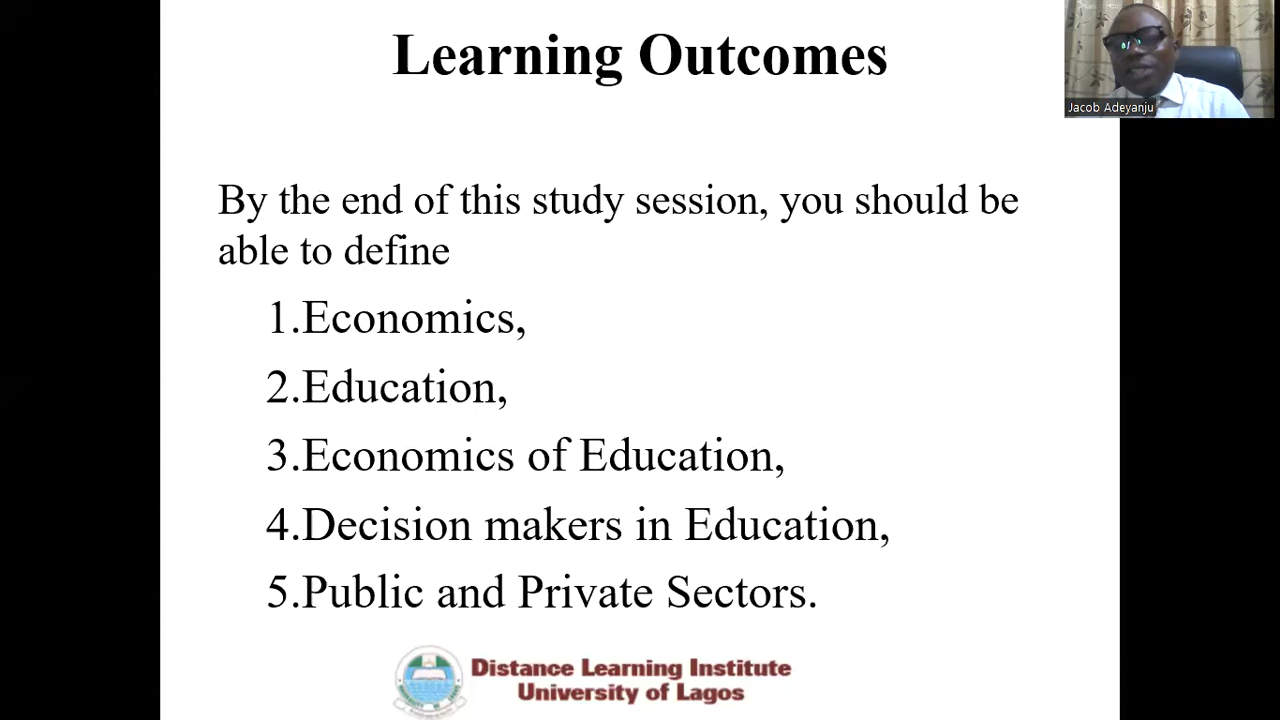 Learning Outcomes
Jacob Adeyanju
By the end of this study session, you should be
able to define
1.Economics,
2.Education,
3.Economics of Education,
4.Decision makers in Education,
5.Public and Private Sectors.
Distance Learning Institute
University of Lagos